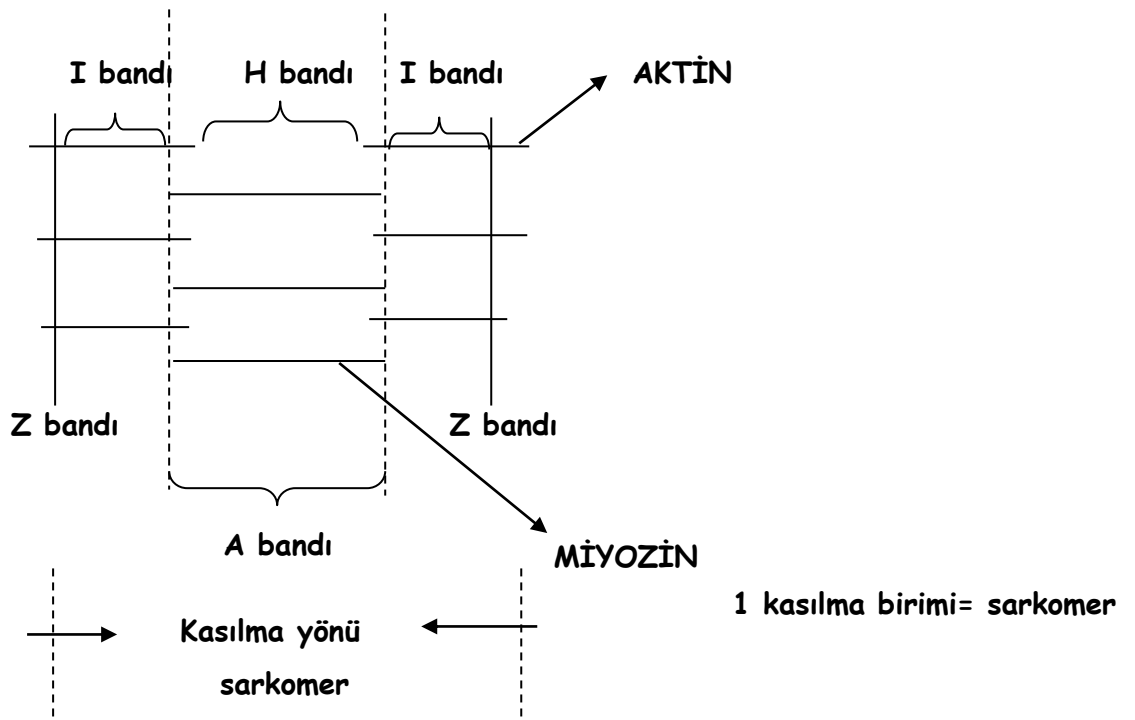 I bandı
H bandı
I bandı
AKTİN
Z bandı
Z bandı
A bandı
MİYOZİN
1 kasılma birimi= sarkomer
Kasılma yönü
sarkomer